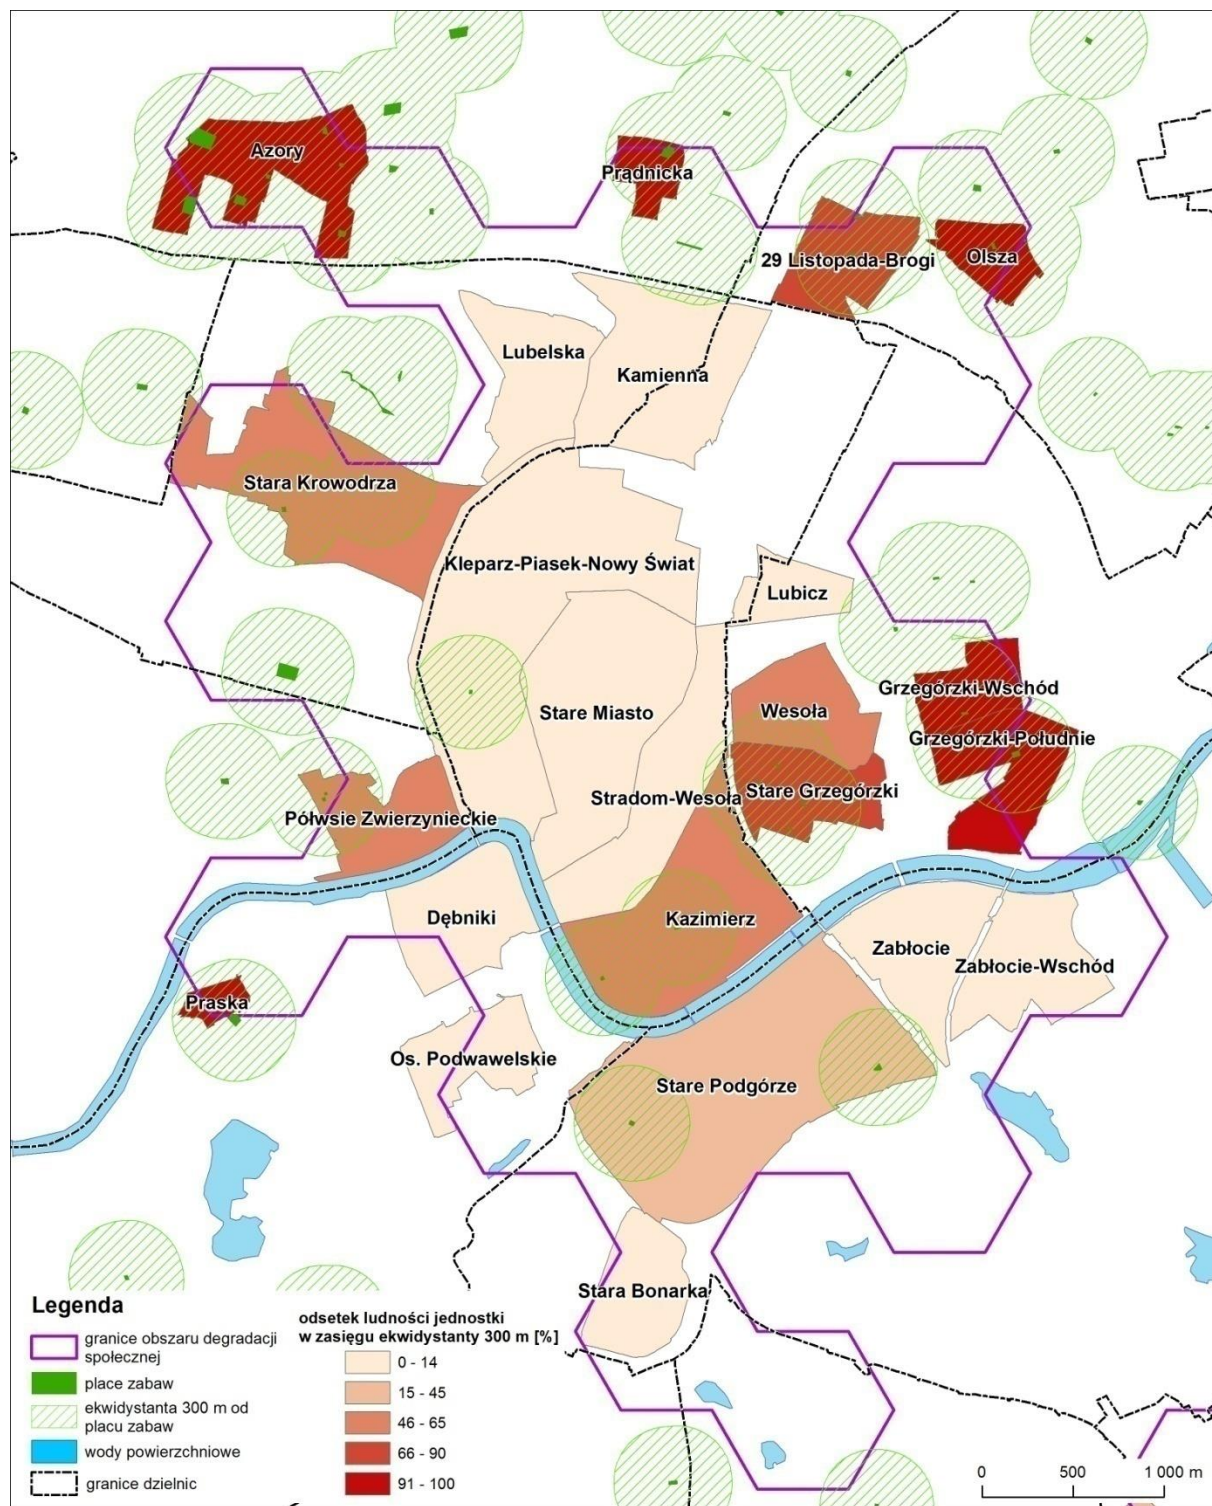 Azory
Prądnicka
29 Listopada-Brogi
Olsza
Lubelska
Kamienna
Stara Krowodrza
Kleparz-Piasek-Nowy Świat
Lubicz
Grzegórzki-Wschód
Stare Miasto
Wesoła
Grzegórzki-Południe
Stradom-Wesoła
Stare Grzegórzki
Półwsie Zwierzynieckie
Dębniki
Kazimierz
Zabłocie
Zabłocie-Wschód
Praska
Os. Podwawelskie
Stare Podgórze
Stara Bonarka
Legenda
granice obszaru degradacji
społecznej
place zabaw
ekwidystanta 300 m od
placu zabaw
wody powierzchniowe
granice dzielnic
odsetek ludności jednostki
w zasięgu ekwidystanty 300 m [%]
0 - 14
15 - 45
46 - 65
66 - 90
91 - 100
0 500 1 000 m